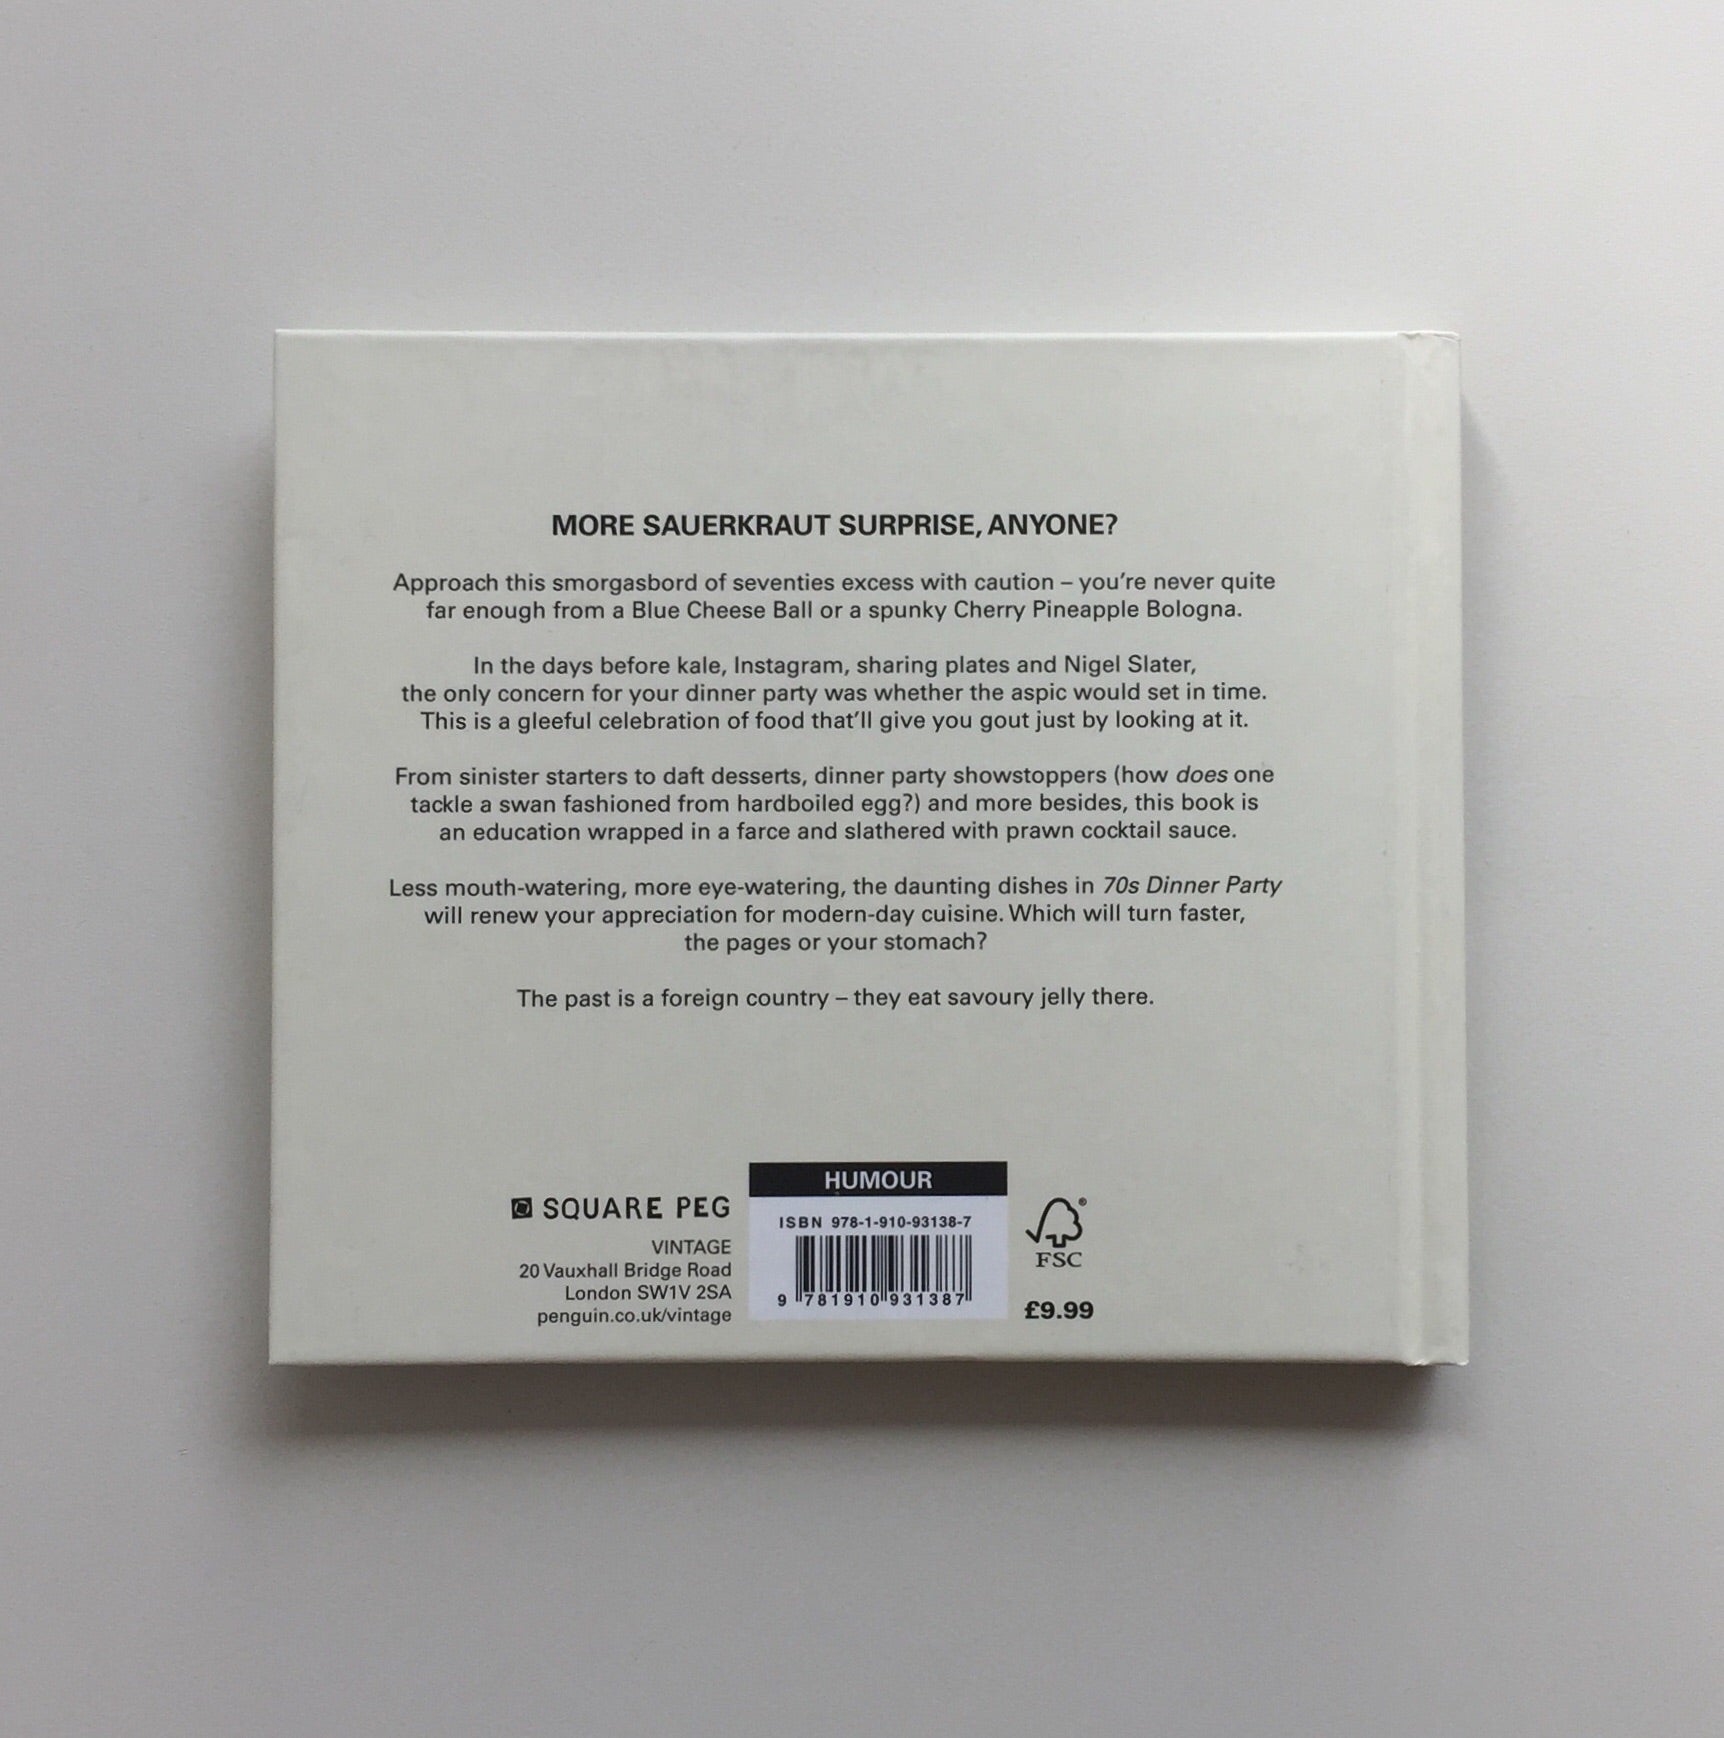 MORE SAUERKRAUT SURPRISE, ANYONE?
Approach this smorgasbord of seventies excess with caution – you're never quite
far enough from a Blue Cheese Ball or a spunky Cherry Pineapple Bologna.
In the days before kale, Instagram, sharing plates and Nigel Slater,
the only concern for your dinner party was whether the aspic would set in time.
This is a gleeful celebration of food that'll give you gout just by looking at it.
From sinister starters to daft desserts, dinner party showstoppers (how does one
tackle a swan fashioned from hardboiled egg?) and more besides, this book is
an education wrapped in a farce and slathered with prawn cocktail sauce.
Less mouth-watering, more eye-watering, the daunting dishes in 70s Dinner Party
will renew your appreciation for modern-day cuisine. Which will turn faster,
the pages or your stomach?
The past is a foreign country – they eat savoury jelly there.
SQUARE PEG
VINTAGE
20 Vauxhall Bridge Road
London SW1V 2SA
penguin.co.uk/vintage
HUMOUR
ISBN 978-1-910-93138-7
9 781910 931387
®
FSC
£9.99